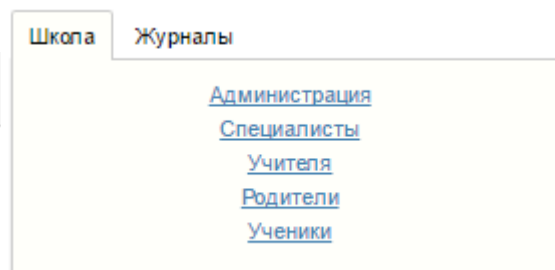 Школа Журналы
Администрация
Специалисты
Учителя
Родители
Ученики